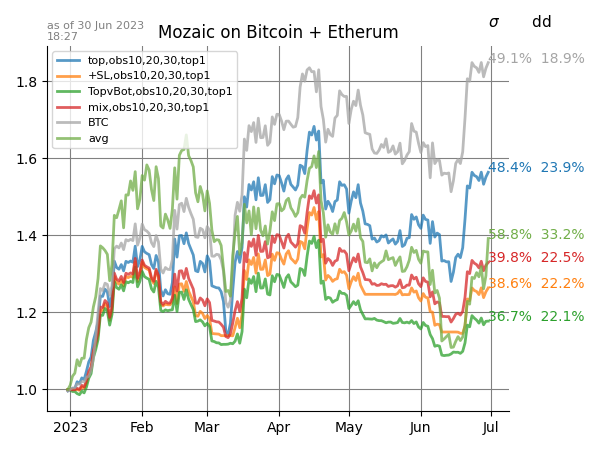 as of 30 Jun 2023
18:27
Mozaic on Bitcoin + Etherum
σ dd
top,obs10,20,30,top1
+SL,obs10,20,30,top1
TopvBot,obs10,20,30,top1
mix,obs10,20,30,top1
BTC
avg
49.1% 18.9%
48.4% 23.9%
58.8% 33.2%
39.8% 22.5%
38.6% 22.2%
36.7% 22.1%
1.8
1.6
1.4
1.2
1.0
2023 Feb Mar Apr May Jun Jul